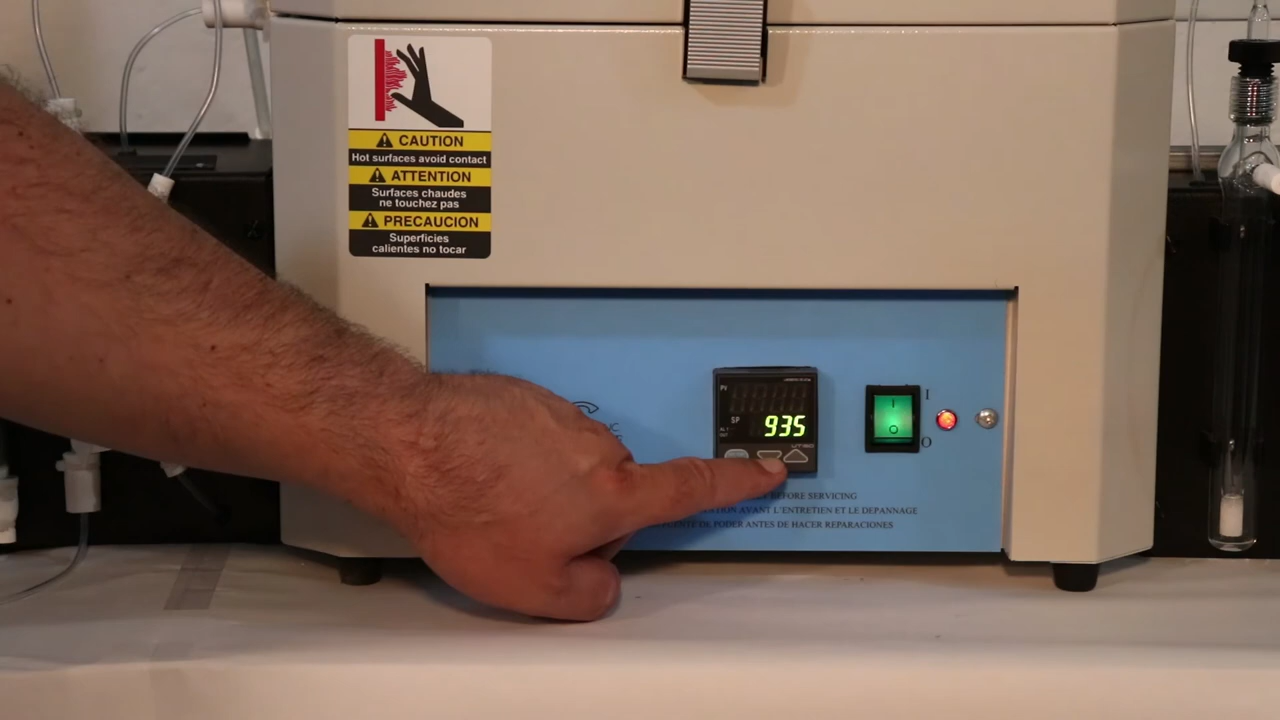 CAUTION
Hot surfaces avoid contact
ATTENTION
Surfaces chaudes
ne touchez pas
PRECAUCION
Superficies
calientes no tocar
PV
SP
935
I
O
I
O
BEFORE SERVICING
AVANT L'ENTRETIEN ET LE DEPANNAGE
DE PODER ANTES DE HACER REPARACIONES